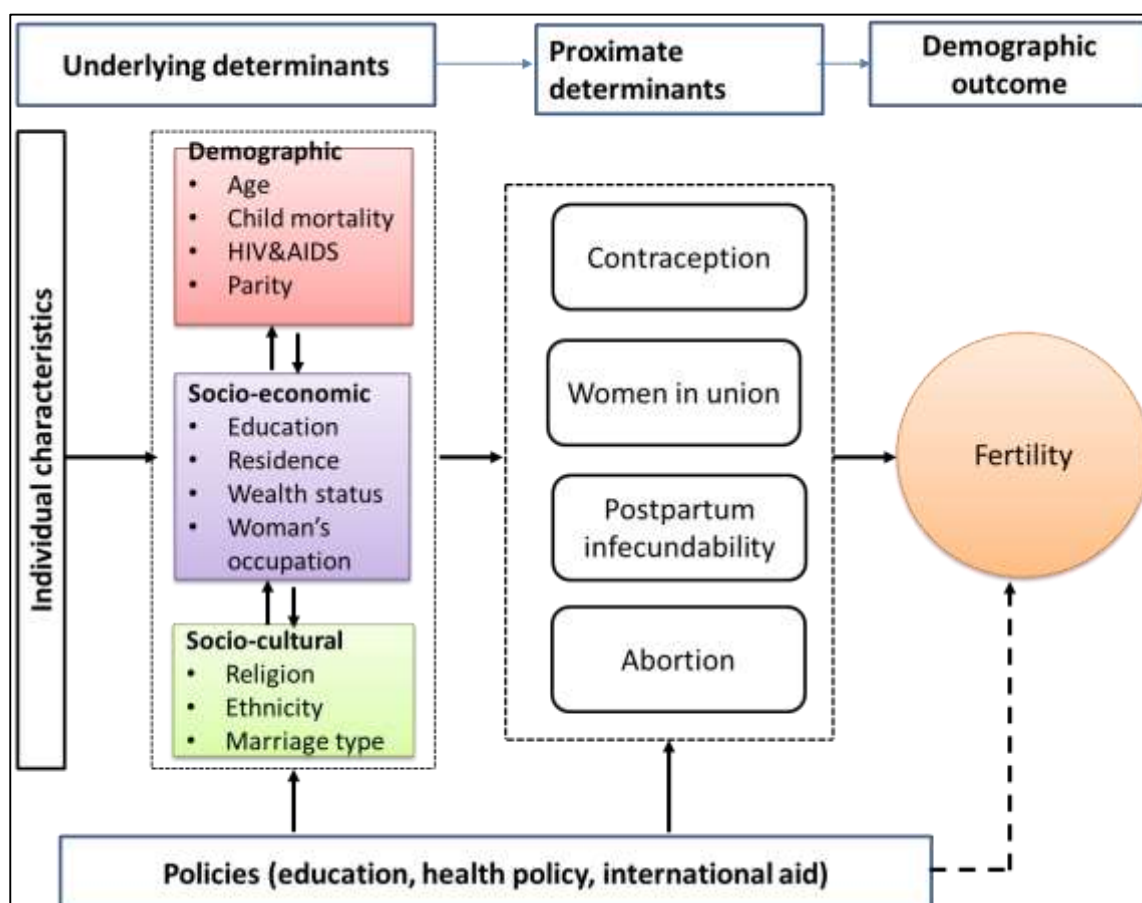 Underlying determinants
Proximate
determinants
Demographic
outcome
Individual characteristics
Demographic
• Age
• Child mortality
• HIV&AIDS
• Parity
Socio-economic
• Education
• Residence
• Wealth status
• Woman's
occupation
Socio-cultural
• Religion
• Ethnicity
• Marriage type
Contraception
Women in union
Postpartum
infecundability
Abortion
Fertility
Policies (education, health policy, international aid)